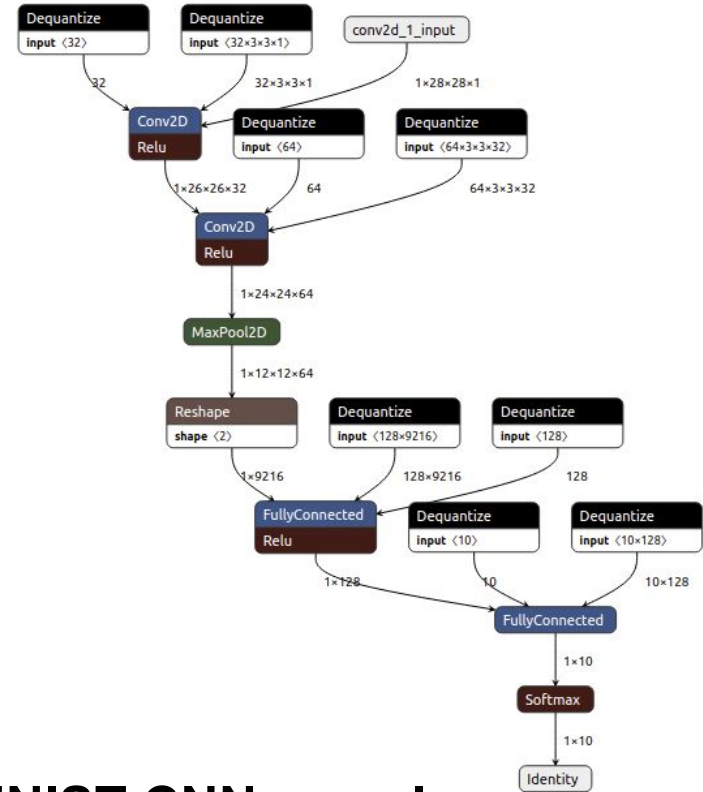 Dequantize
input ⟨32⟩
Dequantize
input ⟨32×3×3×1⟩
conv2d_1_input
32
32×3×3×1
1×28×28×1
Conv2D
Relu
Dequantize
input ⟨64⟩
Dequantize
input ⟨64×3×3×32⟩
1×26×26×32
64
64×3×3×32
Conv2D
Relu
1×24×24×64
MaxPool2D
1×12×12×64
Reshape
shape ⟨2⟩
Dequantize
input ⟨128×9216⟩
Dequantize
input ⟨128⟩
1×9216
128×9216
128
FullyConnected
Relu
Dequantize
input ⟨10⟩
Dequantize
input ⟨10×128⟩
1×128
10
10×128
FullyConnected
1×10
Softmax
1×10
Identity